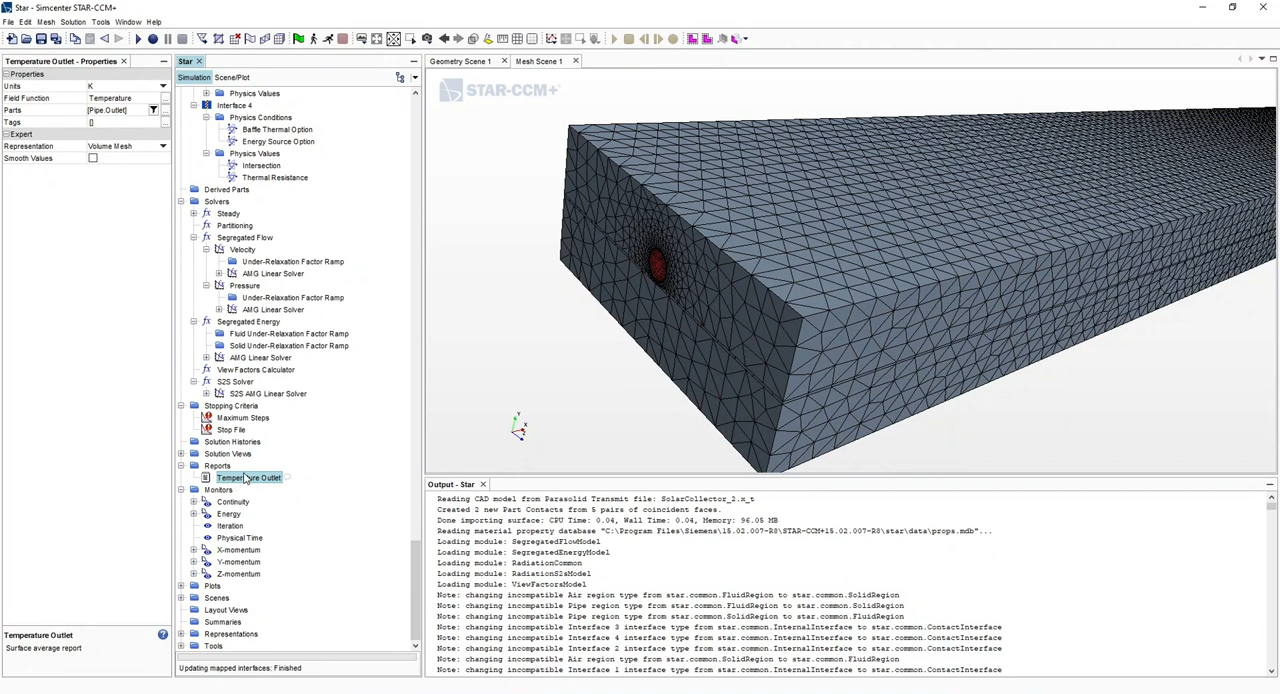 Star - Simcenter STAR-CCM+
File Edit Mesh Solution Tools Window Help
Temperature Outlet - Properties
Properties
Units K
Field Function Temperature
Parts [Pipe.Outlet]
Tags []
Expert
Representation Volume Mesh
Smooth Values
Temperature Outlet
Surface average report
Star
Simulation Scene/Plot
Physics Values
Interface 4
Physics Conditions
Baffle Thermal Option
Energy Source Option
Physics Values
Intersection
Thermal Resistance
Derived Parts
Solvers
Steady
Partitioning
Segregated Flow
Velocity
Under-Relaxation Factor Ramp
AMG Linear Solver
Pressure
Under-Relaxation Factor Ramp
AMG Linear Solver
Segregated Energy
Fluid Under-Relaxation Factor Ramp
Solid Under-Relaxation Factor Ramp
AMG Linear Solver
View Factors Calculator
S2S Solver
S2S AMG Linear Solver
Stopping Criteria
Maximum Steps
Stop File
Solution Histories
Solution Views
Reports
Temperature Outlet
Monitors
Continuity
Energy
Iteration
Physical Time
X-momentum
Y-momentum
Z-momentum
Plots
Scenes
Layout Views
Summaries
Representations
Tools
Updating mapped interfaces: Finished
Geometry Scene 1 Mesh Scene 1
STAR-CCM+
Y
X
Z
Output - Star
Reading CAD model from Parasolid Transmit file: SolarCollector_2.x_t
Created 2 new Part Contacts from 5 pairs of coincident faces.
Done importing surface: CPU Time: 0.04, Wall Time: 0.04, Memory: 96.05 MB
Reading material property database "C:\Program Files\Siemens\15.02.007-R8\STAR-CCM+15.02.007-R8\star\data\props.mdb"...
Loading module: SegregatedFlowModel
Loading module: SegregatedEnergyModel
Loading module: RadiationCommon
Loading module: RadiationS2sModel
Loading module: ViewFactorsModel
Note: changing incompatible Air region type from star.common.FluidRegion to star.common.SolidRegion
Note: changing incompatible Pipe region type from star.common.FluidRegion to star.common.SolidRegion
Note: changing incompatible Pipe region type from star.common.SolidRegion to star.common.FluidRegion
Note: changing incompatible Interface 3 interface type from star.common.InternalInterface to star.common.ContactInterface
Note: changing incompatible Interface 4 interface type from star.common.InternalInterface to star.common.ContactInterface
Note: changing incompatible Interface 2 interface type from star.common.InternalInterface to star.common.ContactInterface
Note: changing incompatible Air region type from star.common.SolidRegion to star.common.FluidRegion
Note: changing incompatible Interface 1 interface type from star.common.InternalInterface to star.common.ContactInterface